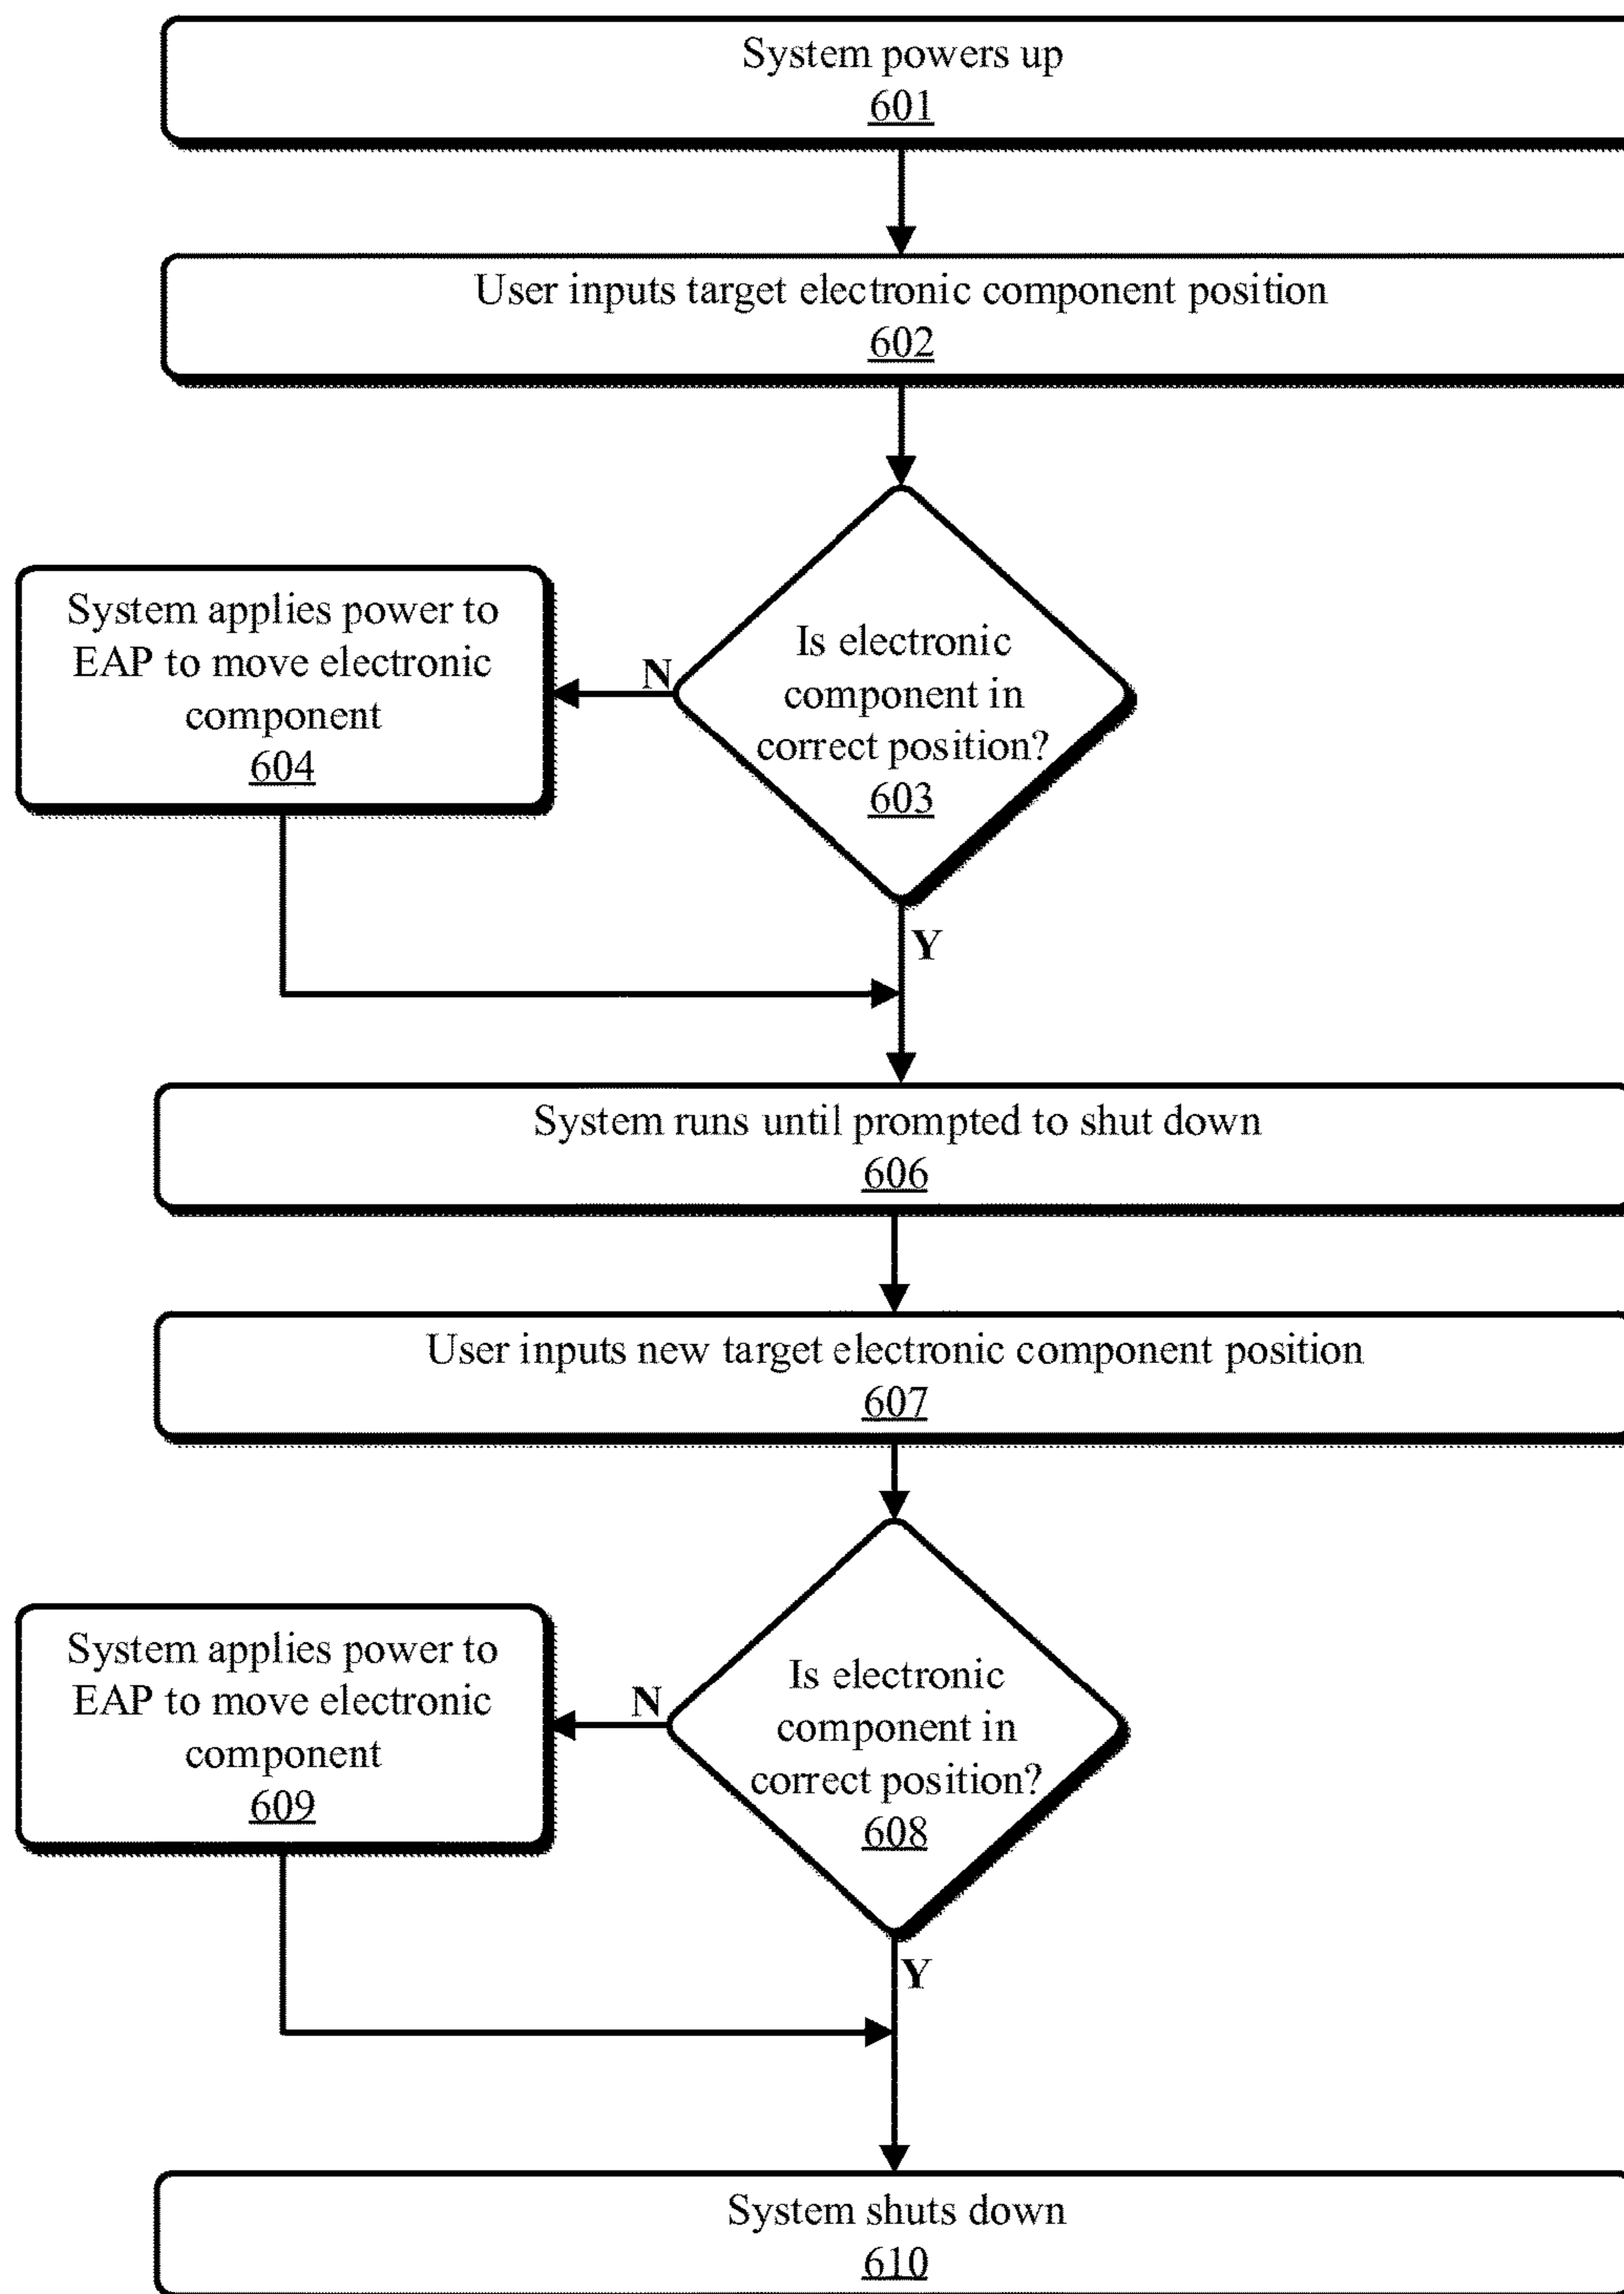 System powers up
601
User inputs target electronic component position
602
System applies power to
EAP to move electronic
component
604
N
Is electronic
component in
correct position?
603
Y
System runs until prompted to shut down
606
User inputs new target electronic component position
607
System applies power to
EAP to move electronic
component
609
N
Is electronic
component in
correct position?
608
Y
System shuts down
610